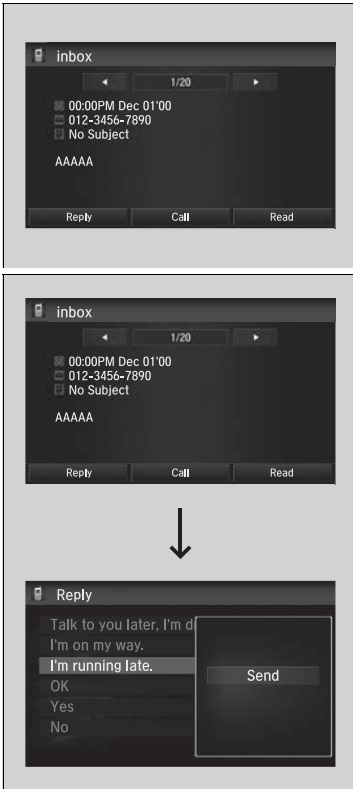 inbox
1/20
00:00PM Dec 01'00
012-3456-7890
No Subject
AAAAA
Reply Call Read
inbox
1/20
00:00PM Dec 01'00
012-3456-7890
No Subject
AAAAA
Reply Call Read
Reply
Talk to you later, I'm d
I'm on my way.
I'm running late.
Send
OK
Yes
No